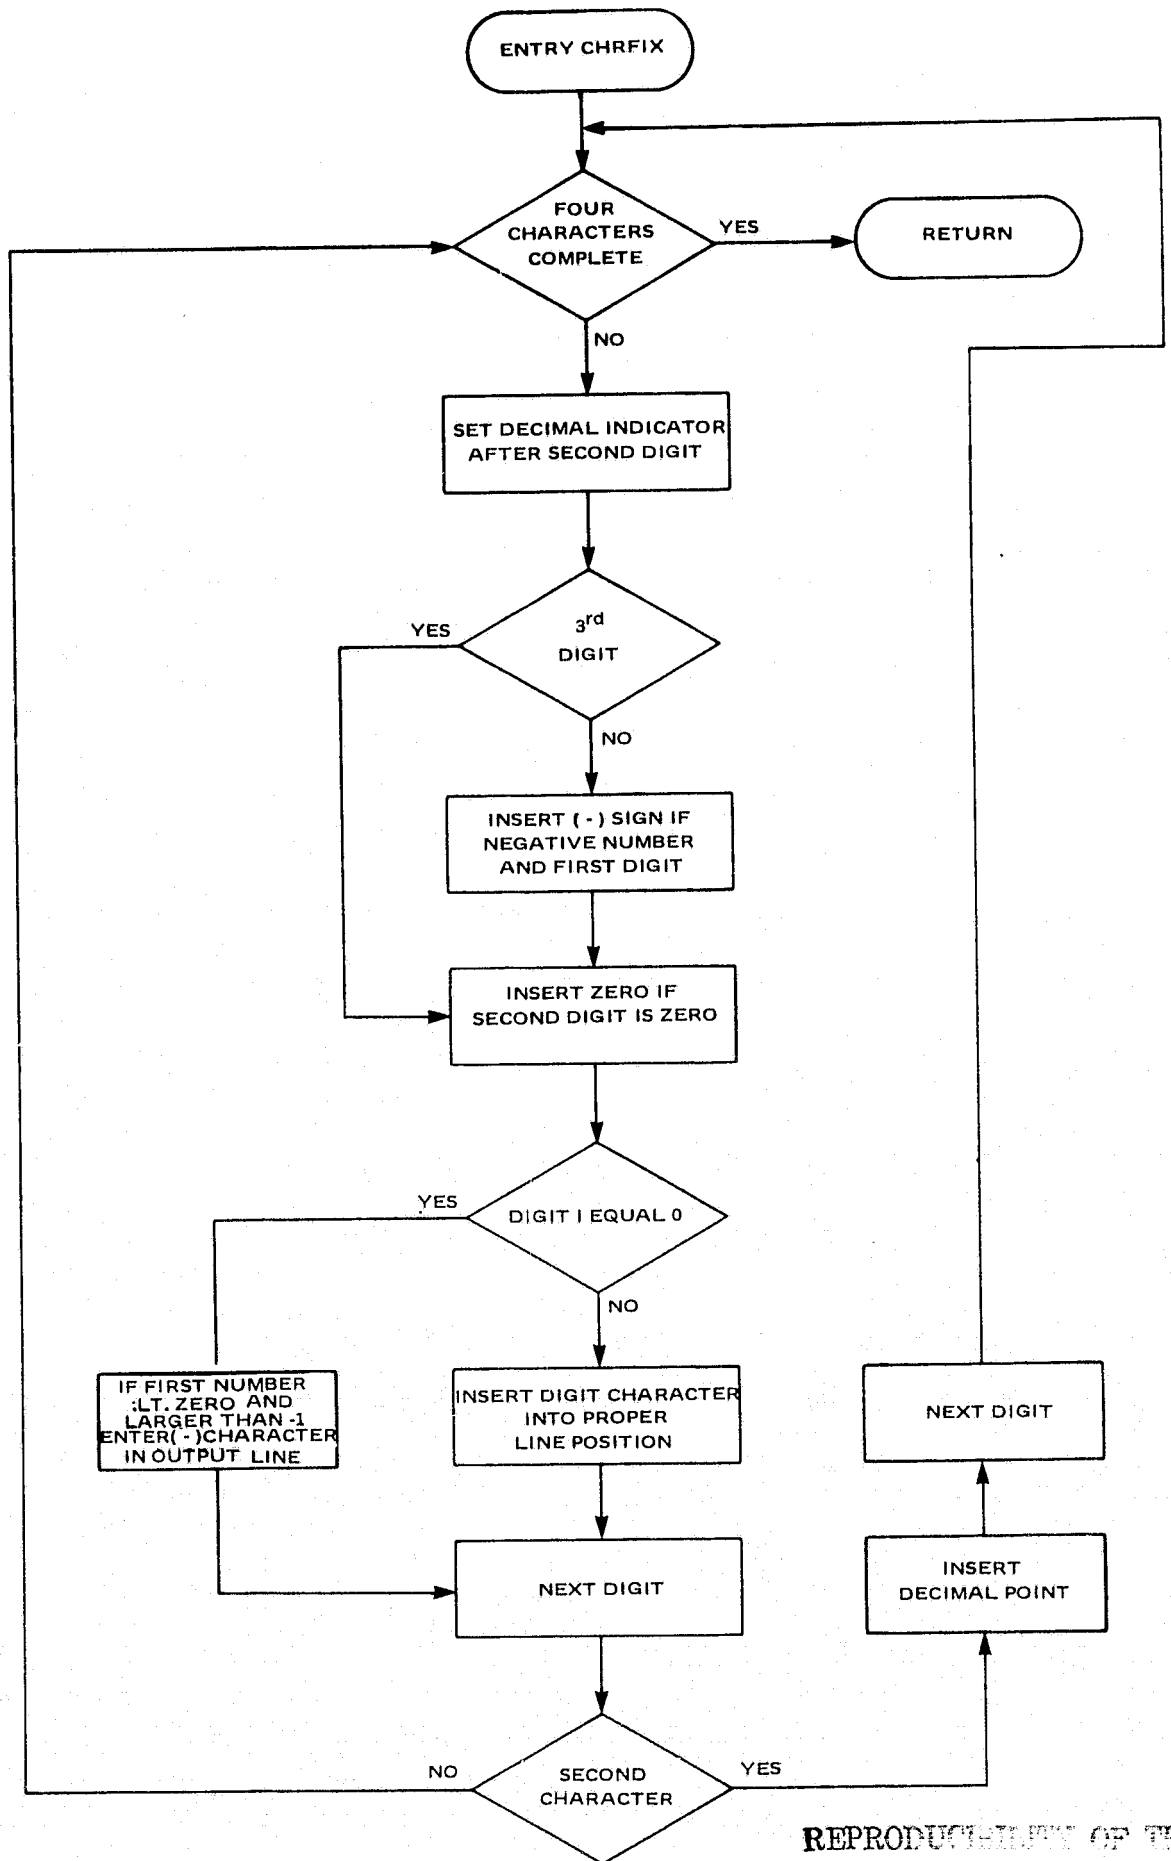 ENTRY CHRFIX
FOUR
CHARACTERS
COMPLETE
YES
RETURN
NO
SET DECIMAL INDICATOR
AFTER SECOND DIGIT
YES
3rd
DIGIT
NO
INSERT ( - ) SIGN IF
NEGATIVE NUMBER
AND FIRST DIGIT
INSERT ZERO IF
SECOND DIGIT IS ZERO
YES
DIGIT I EQUAL 0
NO
IF FIRST NUMBER
.LT. ZERO AND
LARGER THAN -1
ENTER( - )CHARACTER
IN OUTPUT LINE
INSERT DIGIT CHARACTER
INTO PROPER
LINE POSITION
NEXT DIGIT
NEXT DIGIT
INSERT
DECIMAL POINT
NO
SECOND
CHARACTER
YES
REPRODUCIBILITY OF